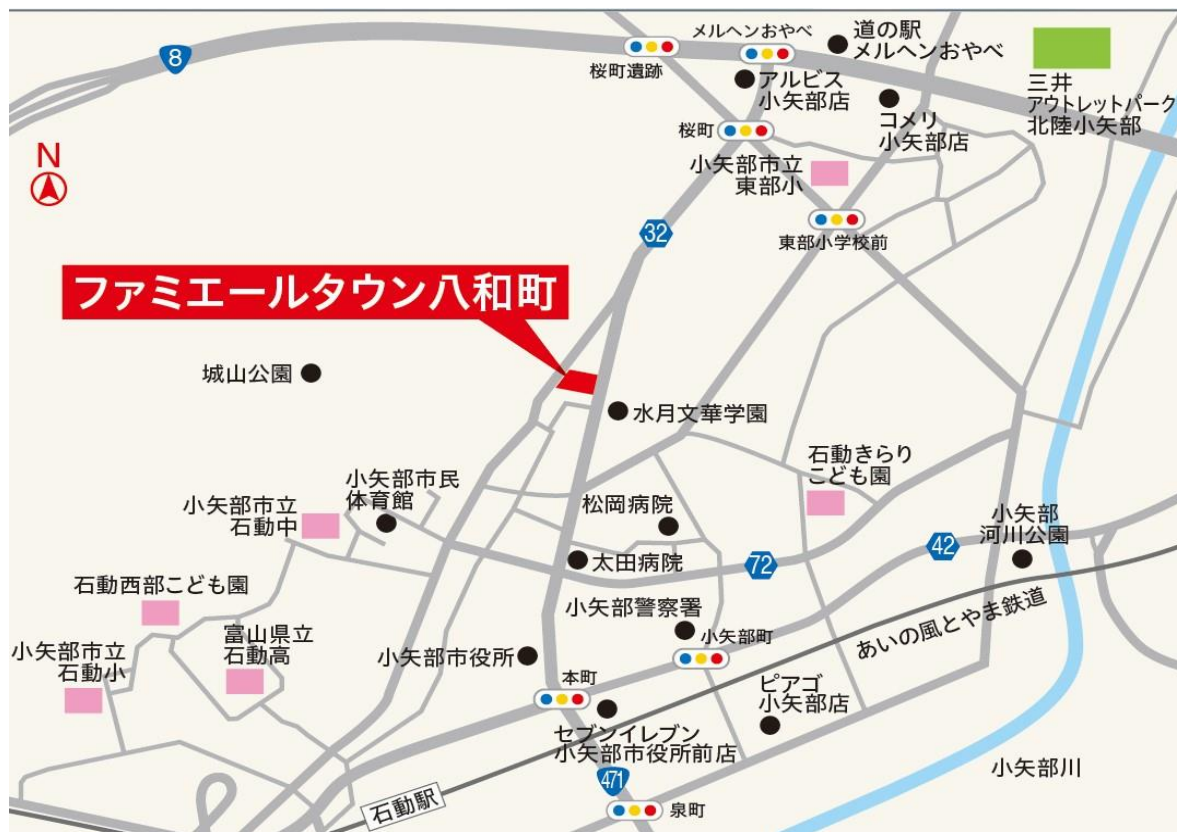 8
桜町遺跡
メルヘンおやべ
道の駅
メルヘンおやべ
アルビス
小矢部店
コメリ
小矢部店
三井
アウトレットパーク
北陸小矢部
桜町
小矢部市立
東部小
東部小学校前
N
32
ファミエールタウン八和町
城山公園
水月文華学園
石動きらり
こども園
小矢部市民
体育館
小矢部市立
石動中
松岡病院
太田病院
小矢部
河川公園
42
72
石動西部こども園
小矢部警察署
小矢部町
あいの風とやま鉄道
小矢部市立
石動小
富山県立
石動高
小矢部市役所
本町
ピアゴ
小矢部店
セブンイレブン
小矢部市役所前店
471
小矢部川
石動駅
泉町